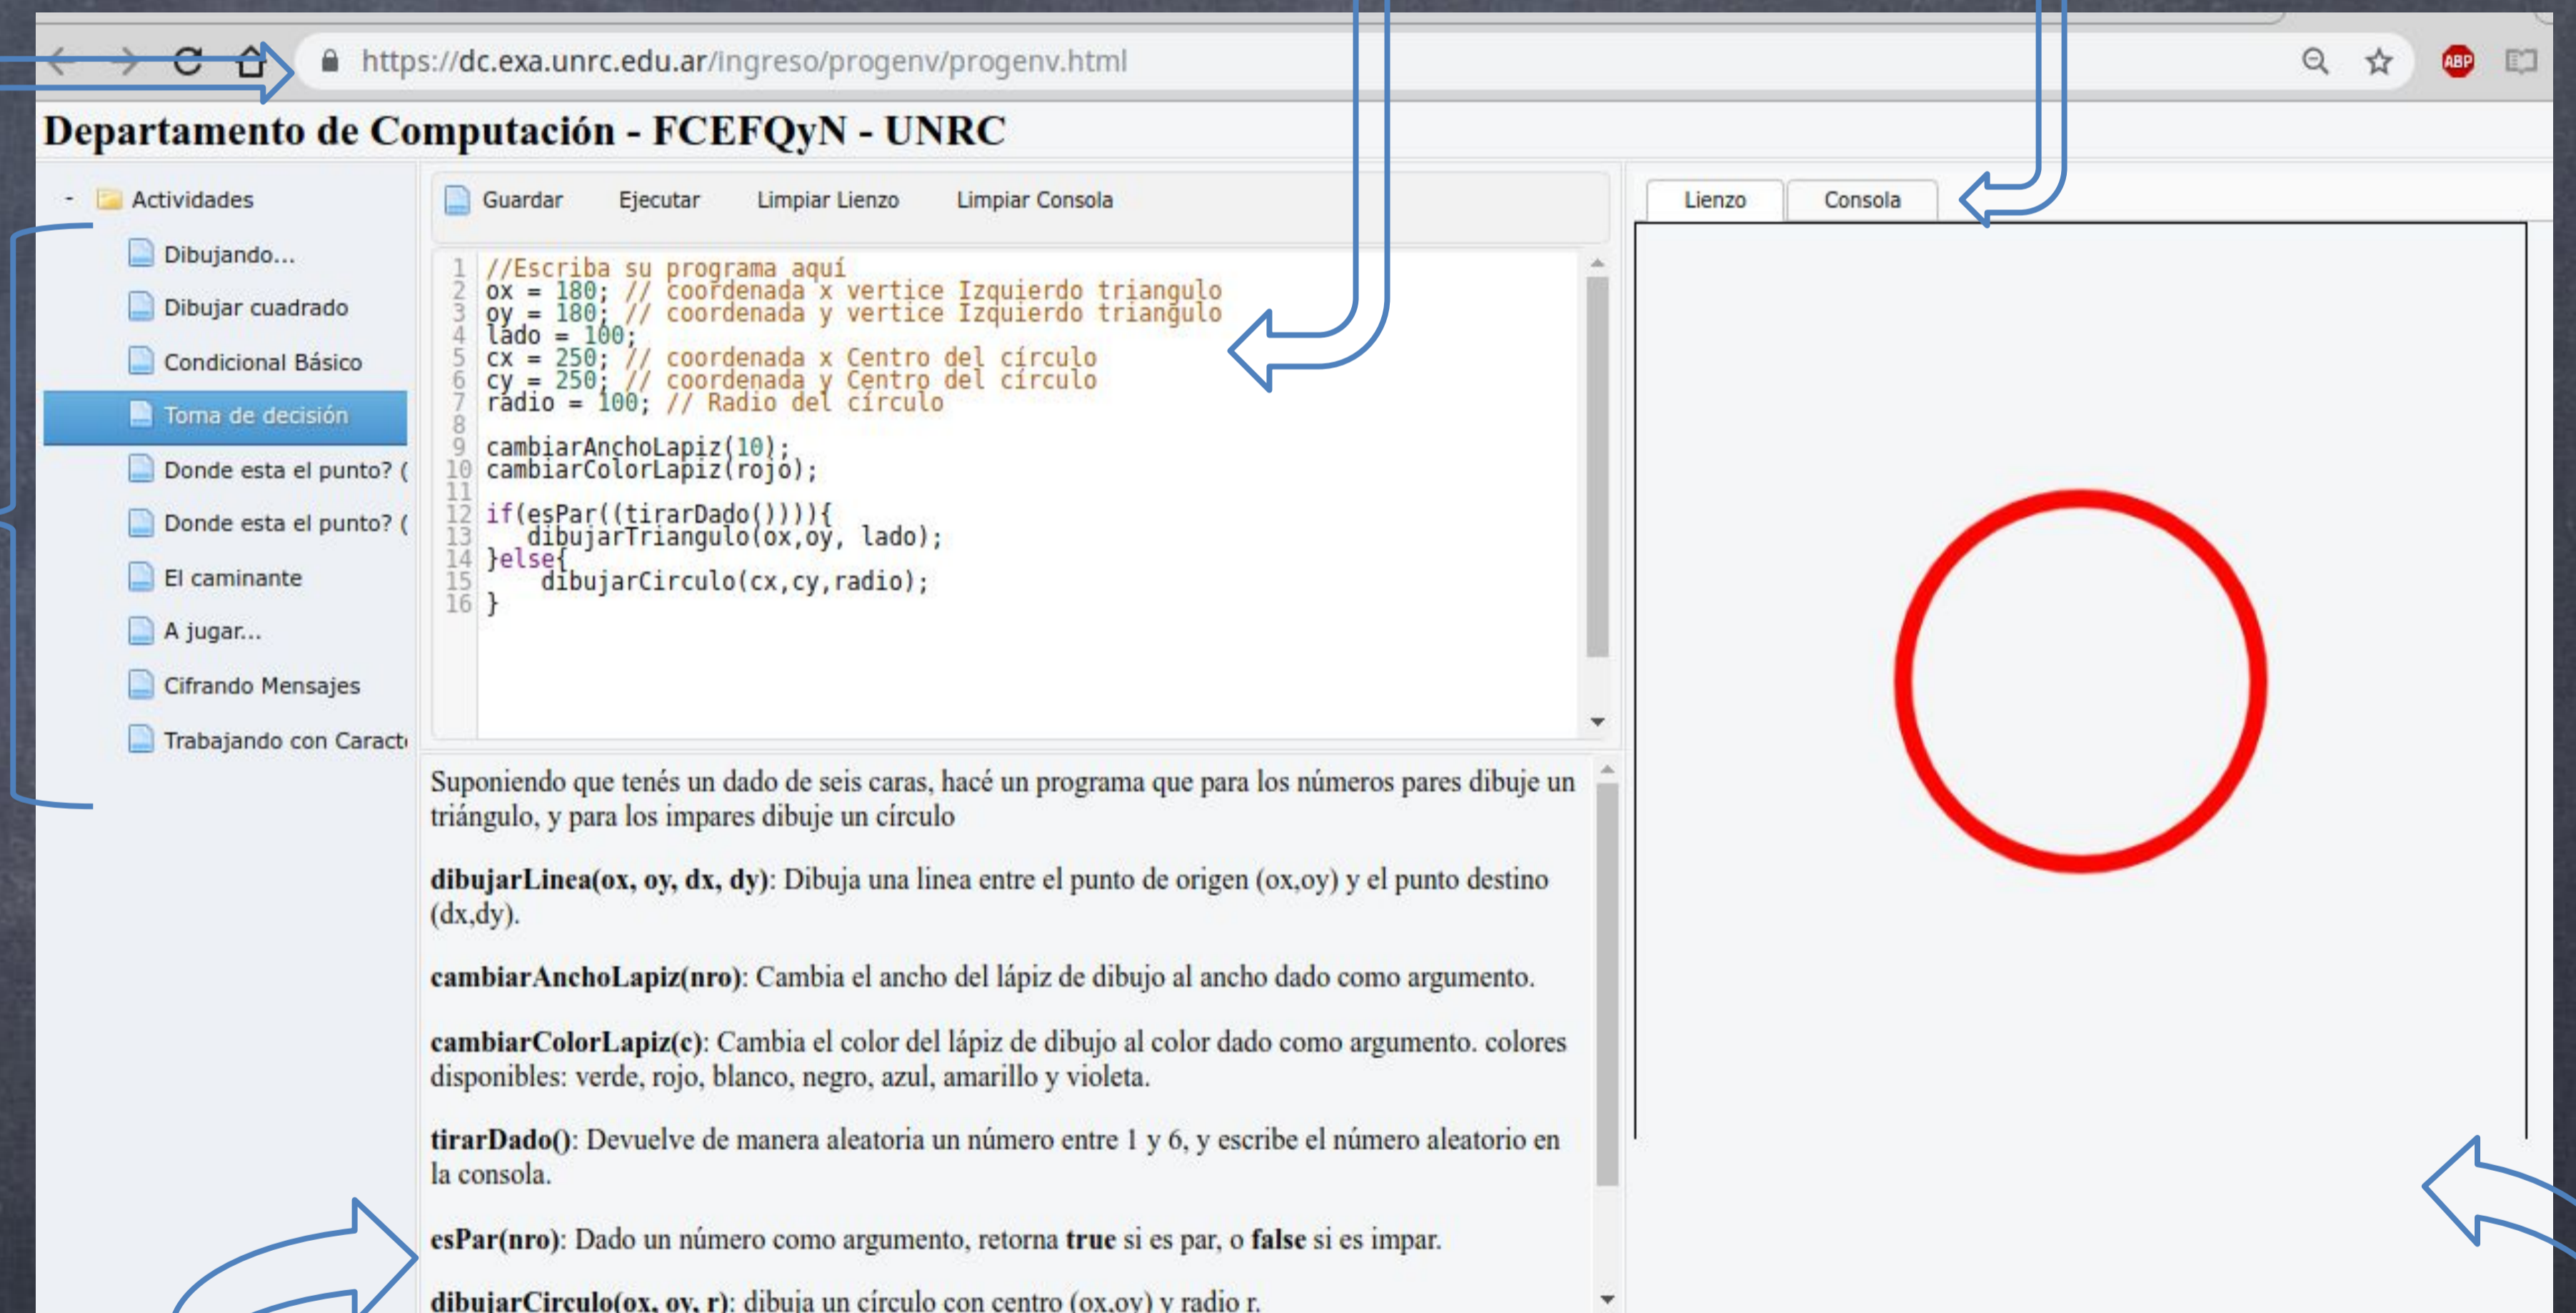 https://dc.exa.unrc.edu.ar/ingreso/progenv/progenv.html
ABP
Departamento de Computación - FCEFQyN - UNRC
- Actividades
Dibujando...
Dibujar cuadrado
Condicional Básico
Toma de decisión
Donde esta el punto? (
Donde esta el punto? (
El caminante
A jugar...
Cifrando Mensajes
Trabajando con Caract
Guardar Ejecutar Limpiar Lienzo Limpiar Consola
1 //Escriba su programa aquí
2 ox = 180; // coordenada x vertice Izquierdo triangulo
3 oy = 180; // coordenada y vertice Izquierdo triangulo
4 lado = 100;
5 cx = 250; // coordenada x Centro del círculo
6 cy = 250; // coordenada y Centro del círculo
7 radio = 100; // Radio del círculo
8
9 cambiarAnchoLapiz(10);
10 cambiarColorLapiz(rojo);
11
12 if(esPar((tirarDado()))){
13 dibujarTriangulo(ox,oy, lado);
14 }else{
15 dibujarCirculo(cx,cy,radio);
16 }
Suponiendo que tenés un dado de seis caras, hacé un programa que para los números pares dibuje un
triángulo, y para los impares dibuje un círculo
dibujarLinea(ox, oy, dx, dy): Dibuja una linea entre el punto de origen (ox,oy) y el punto destino
(dx,dy).
cambiarAnchoLapiz(nro): Cambia el ancho del lápiz de dibujo al ancho dado como argumento.
cambiarColorLapiz(c): Cambia el color del lápiz de dibujo al color dado como argumento. colores
disponibles: verde, rojo, blanco, negro, azul, amarillo y violeta.
tirarDado(): Devuelve de manera aleatoria un número entre 1 y 6, y escribe el número aleatorio en
la consola.
esPar(nro): Dado un número como argumento, retorna true si es par, o false si es impar.
dibujarCirculo(ox, oy, r): dibuja un círculo con centro (ox,oy) y radio r.
Lienzo Consola